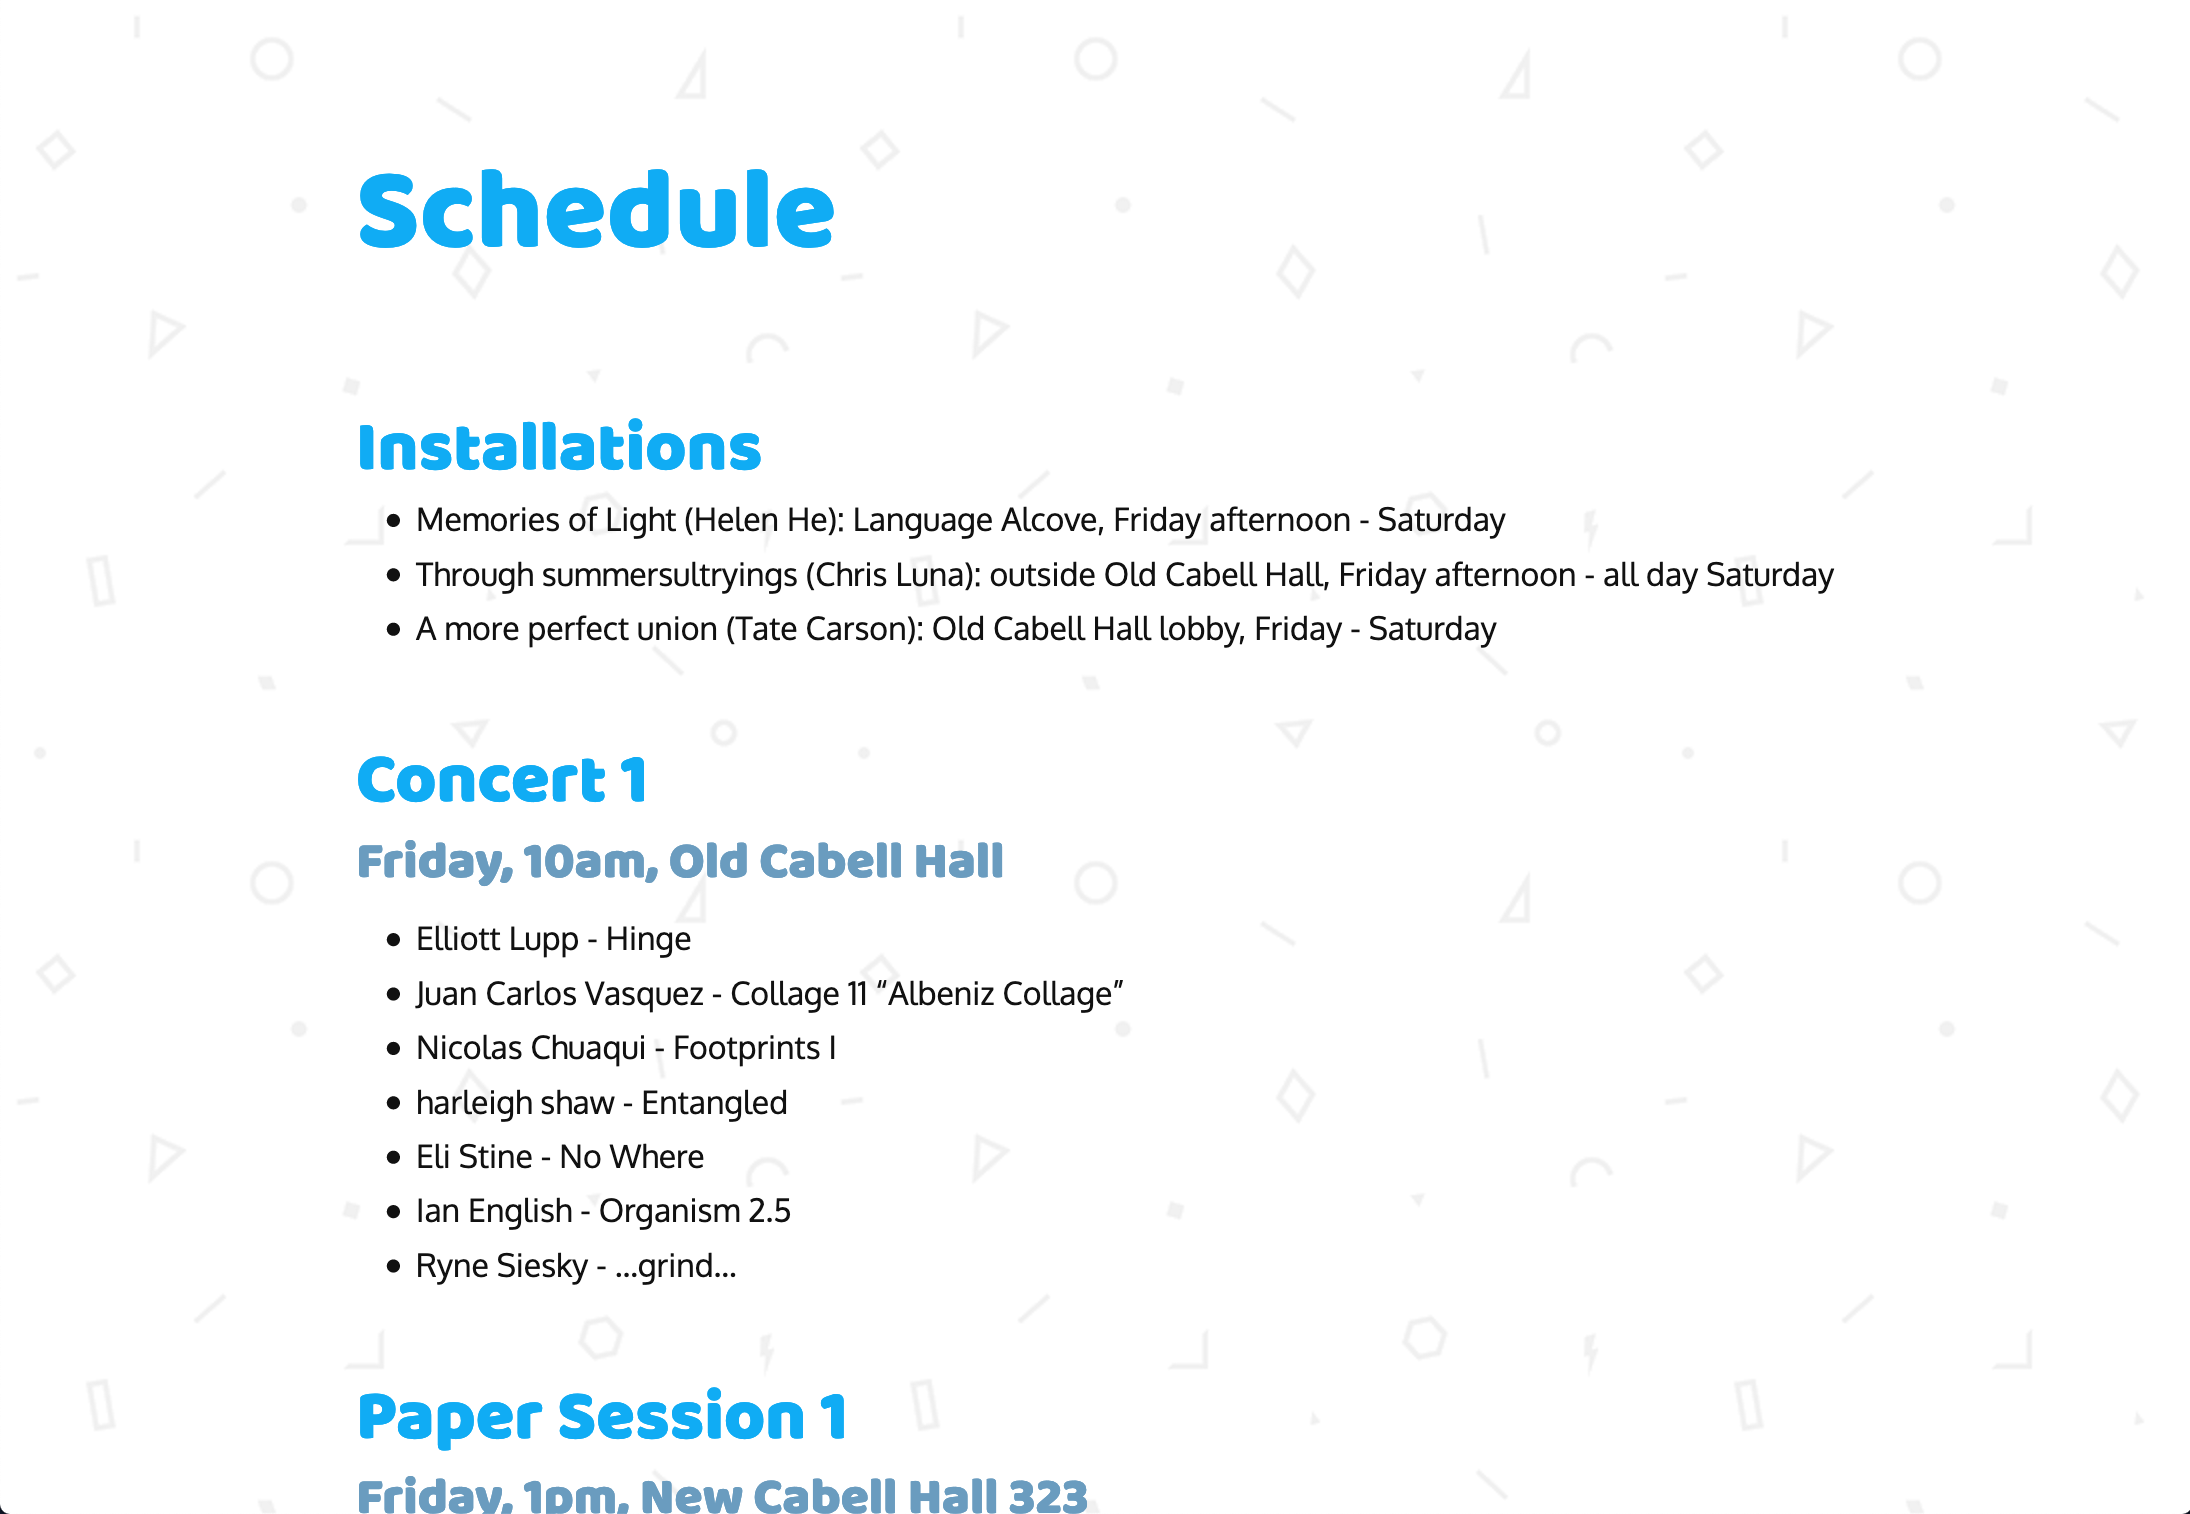 Schedule
Installations
• Memories of Light (Helen He): Language Alcove, Friday afternoon - Saturday
• Through summersultryings (Chris Luna): outside Old Cabell Hall, Friday afternoon - all day Saturday
• A more perfect union (Tate Carson): Old Cabell Hall lobby, Friday - Saturday
Concert 1
Friday, 10am, Old Cabell Hall
• Elliott Lupp - Hinge
• Juan Carlos Vasquez - Collage 11 “Albeniz Collage”
• Nicolas Chuaqui - Footprints I
• harleigh shaw - Entangled
• Eli Stine - No Where
• Ian English - Organism 2.5
• Ryne Siesky - ...grind...
Paper Session 1
Friday, 1pm, New Cabell Hall 323